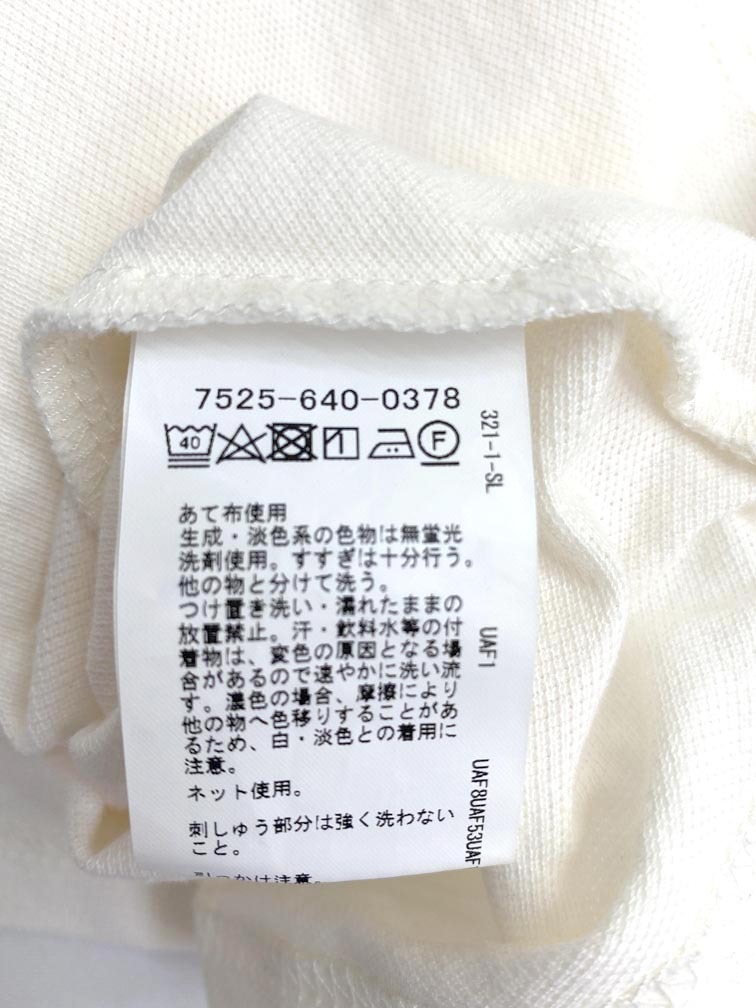 7525-640-0378
40
F
あて布使用
生成・淡色系の色物は無蛍光
洗剤使用。すすぎは十分行う。
他の物と分けて洗う。
つけ置き洗い・濡れたままの
放置禁止。汗・飲料水等の付
着物は、変色の原因となる場
合があるので速やかに洗い流
す。濃色の場合、摩擦により
他の物へ色移りすることがあ
るため、白・淡色との着用に
注意。
ネット使用。
刺しゅう部分は強く洗わない
こと。
引っかけ注意。
321-1-SL
UAF1
UAF8UAF53UAF